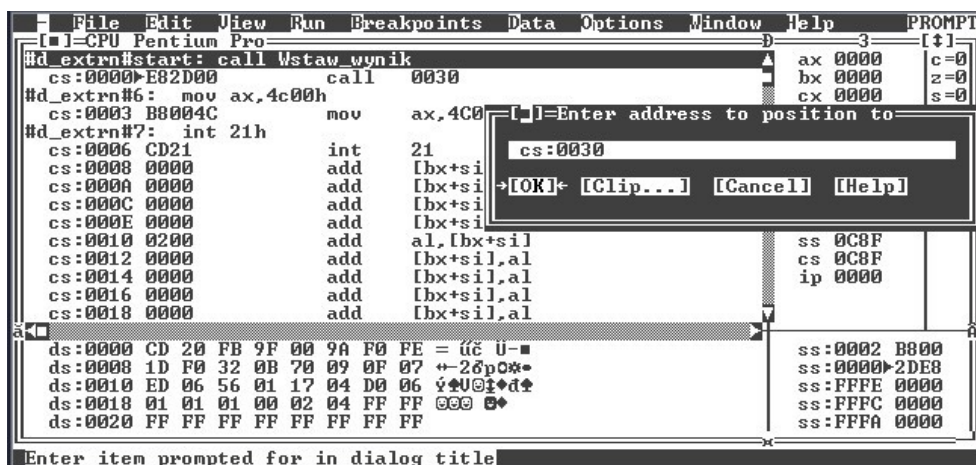 - File Edit View Run Breakpoints Data Options Window Help PROMPT
[■]=CPU Pentium Pro 3 [↕]
#d_extrn#start: call Wstaw_wynik
cs:0000►E82D00 call 0030
#d_extrn#6: mov ax,4c00h
cs:0003 B8004C mov ax,4C0
#d_extrn#7: int 21h
cs:0006 CD21 int 21
cs:0008 0000 add [bx+si
cs:000A 0000 add [bx+si
cs:000C 0000 add [bx+si
cs:000E 0000 add [bx+si
cs:0010 0200 add al,[bx+si]
cs:0012 0000 add [bx+si],al
cs:0014 0000 add [bx+si],al
cs:0016 0000 add [bx+si],al
cs:0018 0000 add [bx+si],al
ax 0000 c=0
bx 0000 z=0
cx 0000 s=0
Enter address to position to
cs:0030
[OK] [Clip...] [Cancel] [Help]
ss 0C8F
cs 0C8F
ip 0000
ds:0000 CD 20 FB 9F 00 9A F0 FE
ds:0008 1D F0 32 0B 70 09 0F 07
ds:0010 ED 06 56 01 17 04 D0 06
ds:0018 01 01 01 00 02 04 FF FF
ds:0020 FF FF FF FF FF FF FF FF
ss:0002 B800
ss:0000►2DE8
ss:FFFE 0000
ss:FFFC 0000
ss:FFFA 0000
Enter item prompted for in dialog title